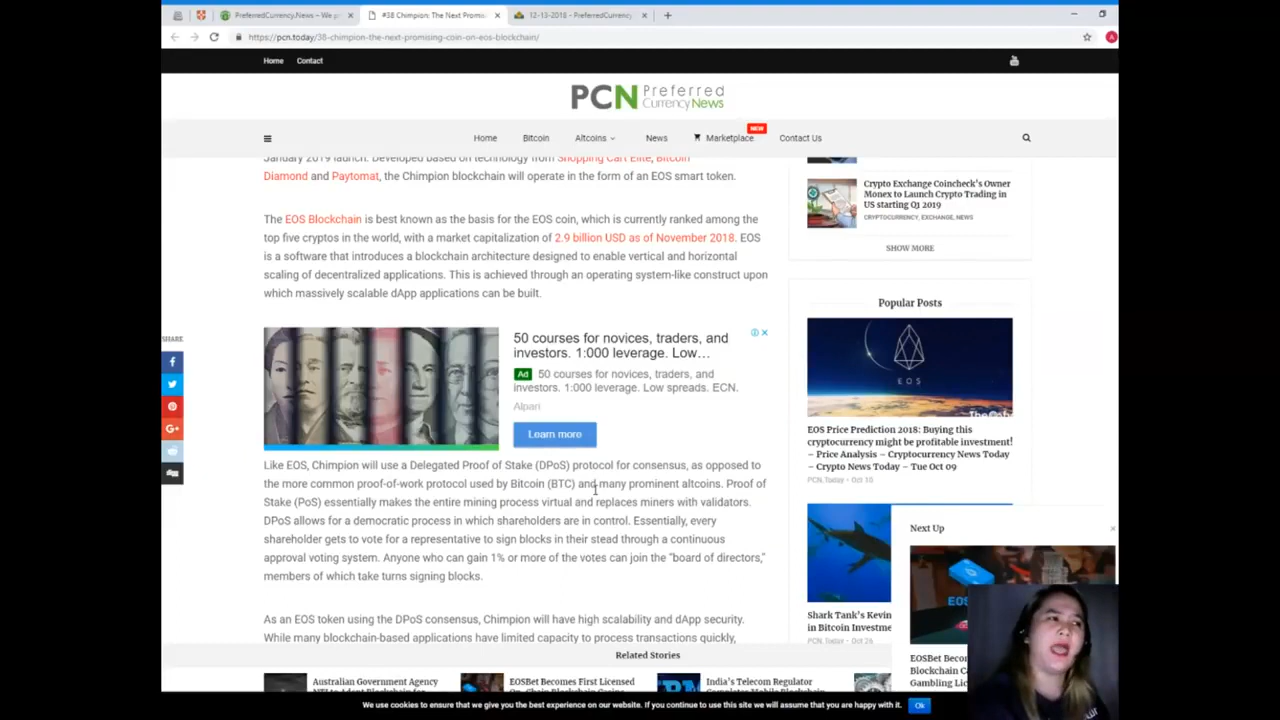 PreferredCurrency.News – We pr
#38 Chimpion: The Next Promis
12-13-2018 - PreferredCurrency
https://pcn.today/38-chimpion-the-next-promising-coin-on-eos-blockchain/
Home Contact
PCN Preferred
Currency News
Home Bitcoin Altcoins News Marketplace NEW Contact Us
January 2019 launch. Developed based on technology from Shopping Cart Elite, Bitcoin
Diamond and Paytomat, the Chimpion blockchain will operate in the form of an EOS smart token.
The EOS Blockchain is best known as the basis for the EOS coin, which is currently ranked among the
top five cryptos in the world, with a market capitalization of 2.9 billion USD as of November 2018. EOS
is a software that introduces a blockchain architecture designed to enable vertical and horizontal
scaling of decentralized applications. This is achieved through an operating system-like construct upon
which massively scalable dApp applications can be built.
SHARE
50 courses for novices, traders, and
investors. 1:000 leverage. Low…
Ad 50 courses for novices, traders, and
investors. 1:000 leverage. Low spreads. ECN.
Alpari
Learn more
Like EOS, Chimpion will use a Delegated Proof of Stake (DPoS) protocol for consensus, as opposed to
the more common proof-of-work protocol used by Bitcoin (BTC) and many prominent altcoins. Proof of
Stake (PoS) essentially makes the entire mining process virtual and replaces miners with validators.
DPoS allows for a democratic process in which shareholders are in control. Essentially, every
shareholder gets to vote for a representative to sign blocks in their stead through a continuous
approval voting system. Anyone who can gain 1% or more of the votes can join the "board of directors,"
members of which take turns signing blocks.
As an EOS token using the DPoS consensus, Chimpion will have high scalability and dApp security.
While many blockchain-based applications have limited capacity to process transactions quickly,
Crypto Exchange Coincheck's Owner
Monex to Launch Crypto Trading in
US starting Q1 2019
CRYPTOCURRENCY, EXCHANGE, NEWS
SHOW MORE
Popular Posts
EOS
EOS Price Prediction 2018: Buying this
cryptocurrency might be profitable investment!
– Price Analysis – Cryptocurrency News Today
– Crypto News Today – Tue Oct 09
PCN.Today - Oct 10
Shark Tank's Kevin
in Bitcoin Investme
PCN.Today - Oct 26
Next Up
EOS
EOSBet Becom
Blockchain Ca
Gambling Lic
Related Stories
Australian Government Agency
EOSBet Becomes First Licensed
On-Chain Blockchain Casino
India's Telecom Regulator
We use cookies to ensure that we give you the best experience on our website. If you continue to use this site we will assume that you are happy with it. Ok